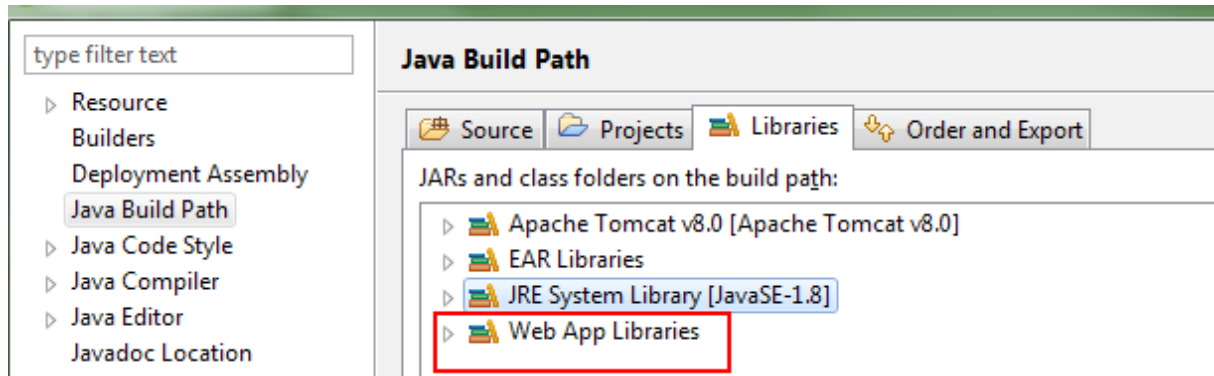 type filter text
Resource
Builders
Deployment Assembly
Java Build Path
Java Code Style
Java Compiler
Java Editor
Javadoc Location
Java Build Path
Source Projects Libraries Order and Export
JARs and class folders on the build path:
Apache Tomcat v8.0 [Apache Tomcat v8.0]
EAR Libraries
JRE System Library [JavaSE-1.8]
Web App Libraries